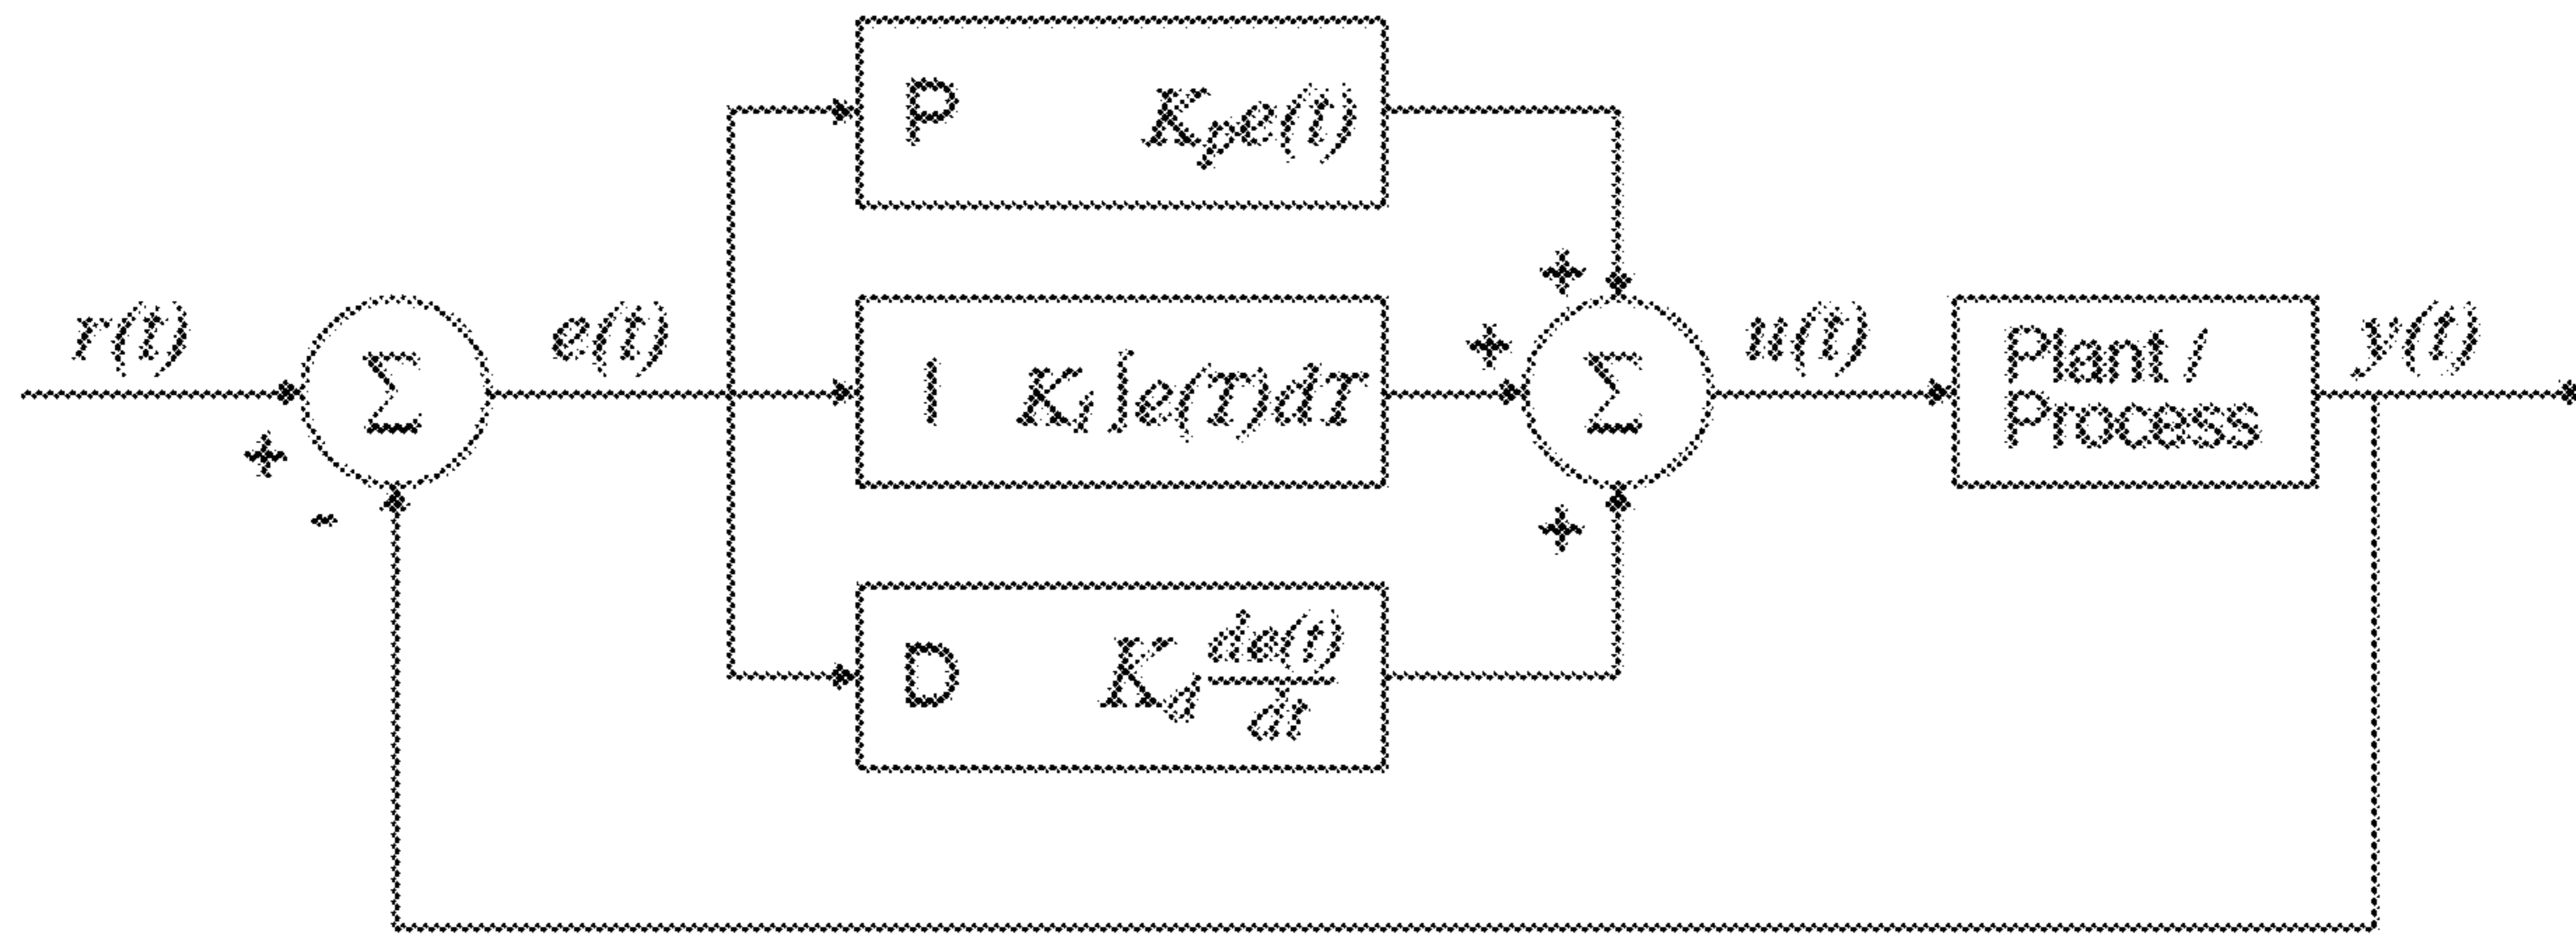 P K_p e(t)
r(t)
+
-
Σ
e(t)
I K_i ∫e(T)dT
+
+
+
Σ
u(t)
Plant /
Process
y(t)
D K_d de(t)/dt